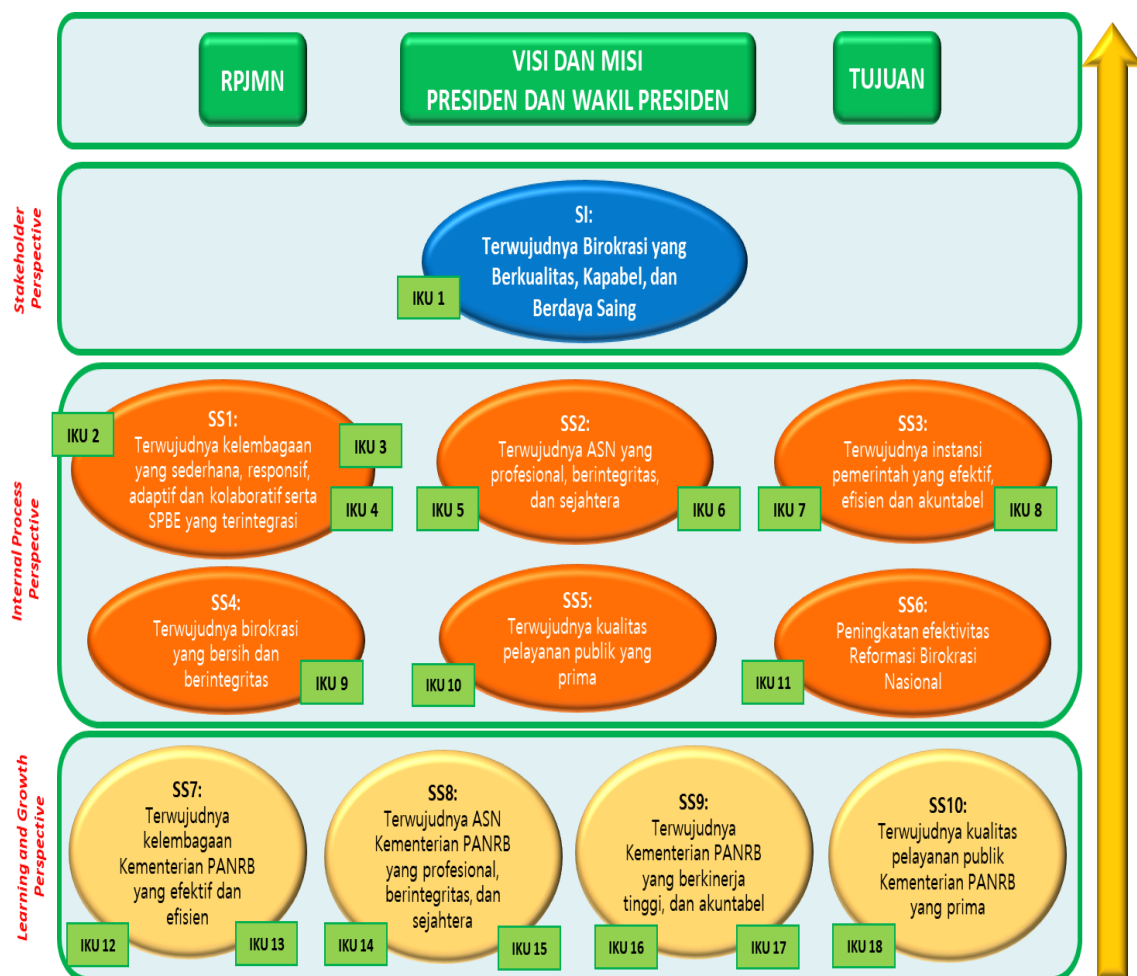 RPJMN
VISI DAN MISI
PRESIDEN DAN WAKIL PRESIDEN
TUJUAN
Stakeholder
Perspective
SI:
Terwujudnya Birokrasi yang
Berkualitas, Kapabel, dan
Berdaya Saing
IKU 1
Internal Process
Perspective
SS1:
Terwujudnya kelembagaan
yang sederhana, responsif,
adaptif dan kolaboratif serta
SPBE yang terintegrasi
IKU 2
IKU 3
IKU 4
SS2:
Terwujudnya ASN yang
profesional, berintegritas,
dan sejahtera
IKU 5
IKU 6
SS3:
Terwujudnya instansi
pemerintah yang efektif,
efisien dan akuntabel
IKU 7
IKU 8
SS4:
Terwujudnya birokrasi
yang bersih dan
berintegritas
IKU 9
SS5:
Terwujudnya kualitas
pelayanan publik yang
prima
IKU 10
SS6:
Peningkatan efektivitas
Reformasi Birokrasi
Nasional
IKU 11
Learning and Growth
Perspective
SS7:
Terwujudnya
kelembagaan
Kementerian PANRB
yang efektif dan
efisien
IKU 12
IKU 13
SS8:
Terwujudnya ASN
Kementerian PANRB
yang profesional,
berintegritas, dan
sejahtera
IKU 14
IKU 15
SS9:
Terwujudnya
Kementerian PANRB
yang berkinerja
tinggi, dan akuntabel
IKU 16
IKU 17
SS10:
Terwujudnya kualitas
pelayanan publik
Kementerian PANRB
yang prima
IKU 18